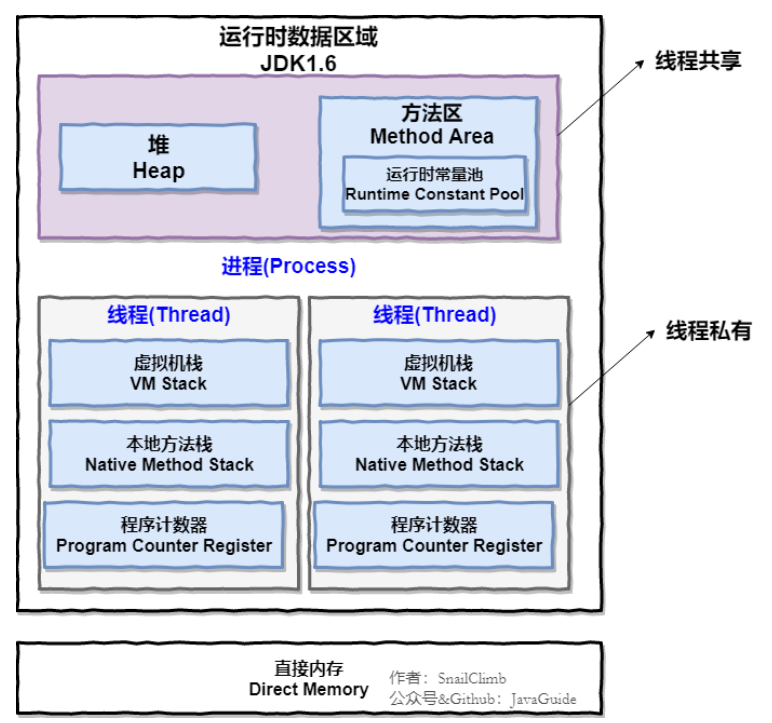 运行时数据区域
JDK1.6
线程共享
堆
Heap
方法区
Method Area
运行时常量池
Runtime Constant Pool
进程(Process)
线程(Thread)
虚拟机栈
VM Stack
本地方法栈
Native Method Stack
程序计数器
Program Counter Register
线程(Thread)
虚拟机栈
VM Stack
本地方法栈
Native Method Stack
程序计数器
Program Counter Register
线程私有
直接内存
Direct Memory
作者：SnailClimb
公众号&Github：JavaGuide